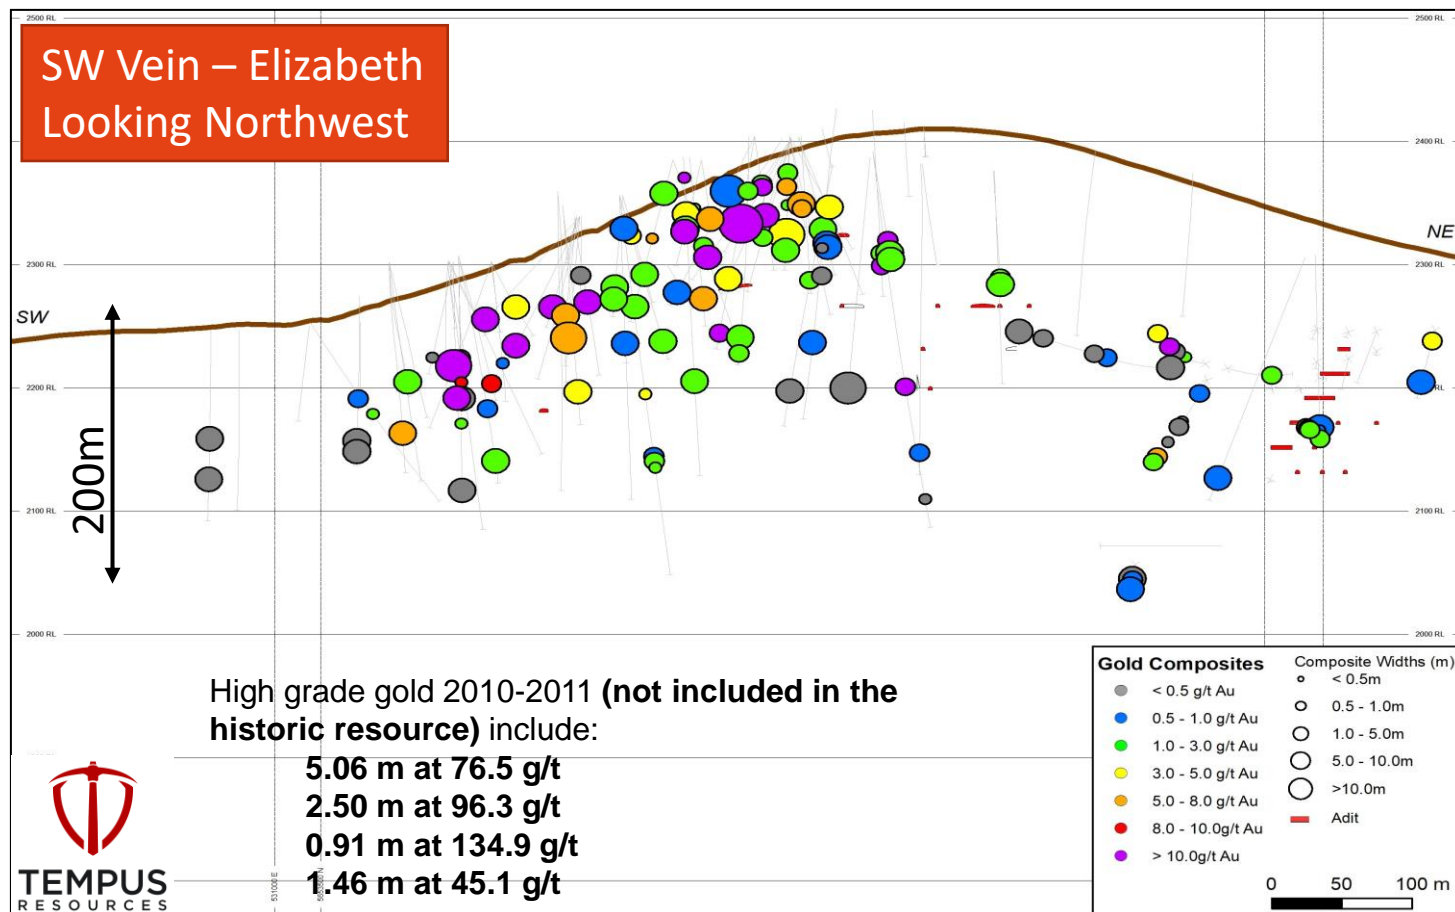 2500 RL
2500 RL
SW Vein – Elizabeth
Looking Northwest
2400 RL
2400 RL
NE
2300 RL
2300 RL
SW
2200 RL
2200 RL
200m
2100 RL
2100 RL
2000 RL
2000 RL
High grade gold 2010-2011 (not included in the
historic resource) include:
5.06 m at 76.5 g/t
2.50 m at 96.3 g/t
0.91 m at 134.9 g/t
1.46 m at 45.1 g/t
531000 E
TEMPUS
RESOURCES
Gold Composites
< 0.5 g/t Au
0.5 - 1.0 g/t Au
1.0 - 3.0 g/t Au
3.0 - 5.0 g/t Au
5.0 - 8.0 g/t Au
8.0 - 10.0g/t Au
> 10.0g/t Au
Composite Widths (m)
< 0.5m
0.5 - 1.0m
1.0 - 5.0m
5.0 - 10.0m
>10.0m
Adit
0 50 100 m